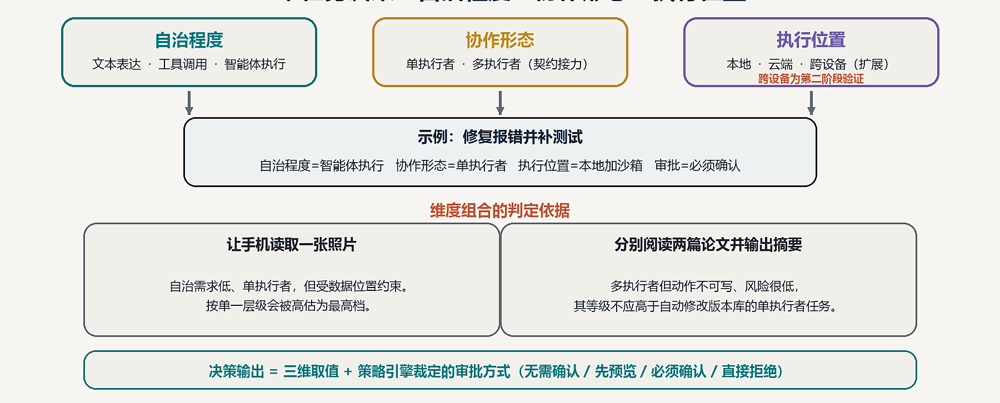 自治程度
文本表达 · 工具调用 · 智能体执行
协作形态
单执行者 · 多执行者（契约接力）
执行位置
本地 · 云端 · 跨设备（扩展）
跨设备为第二阶段验证
示例：修复报错并补测试
自治程度=智能体执行 协作形态=单执行者 执行位置=本地加沙箱 审批=必须确认
维度组合的判定依据
让手机读取一张照片
自治需求低、单执行者，但受数据位置约束。
按单一层级会被高估为最高档。
分别阅读两篇论文并输出摘要
多执行者但动作不可写、风险很低，
其等级不应高于自动修改版本库的单执行者任务。
决策输出 = 三维取值 + 策略引擎裁定的审批方式（无需确认 / 先预览 / 必须确认 / 直接拒绝）